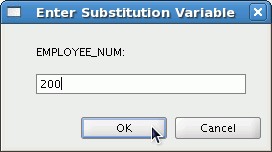 Enter Substitution Variable
EMPLOYEE_NUM:
200
OK
Cancel